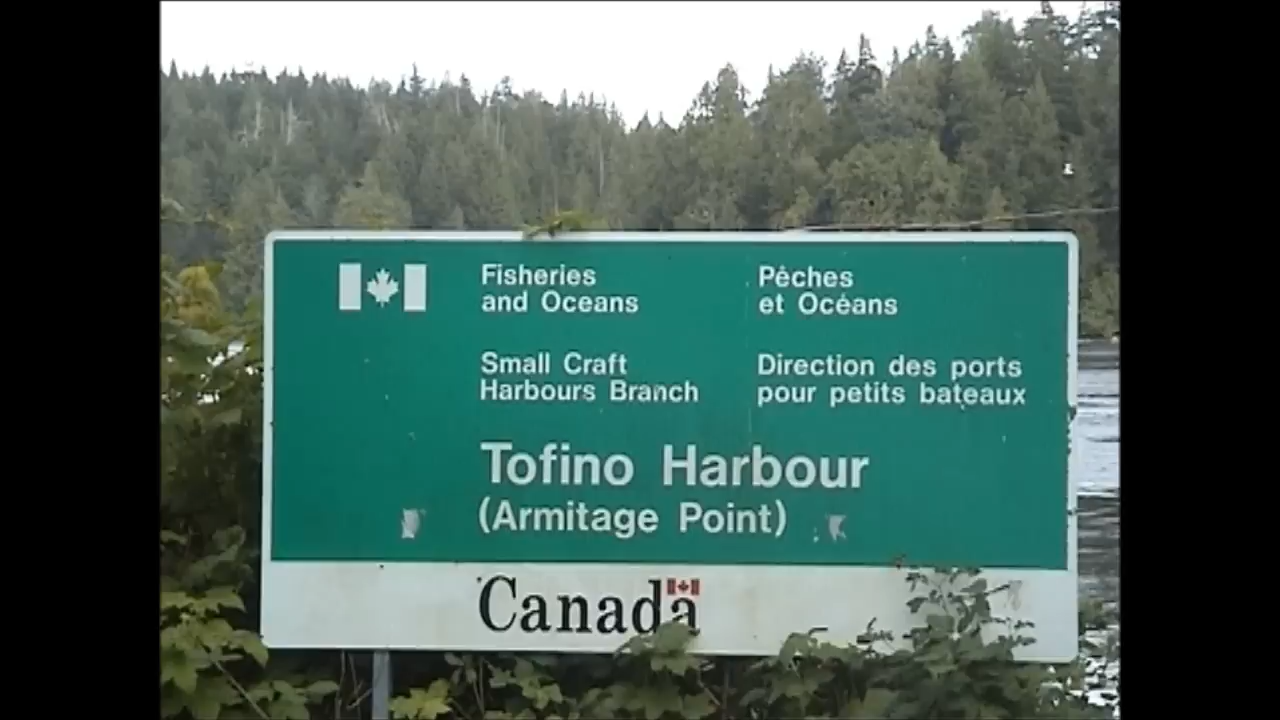 Fisheries
and Oceans
Pêches
et Océans
Small Craft
Harbours Branch
Direction des ports
pour petits bateaux
Tofino Harbour
(Armitage Point)
Canada